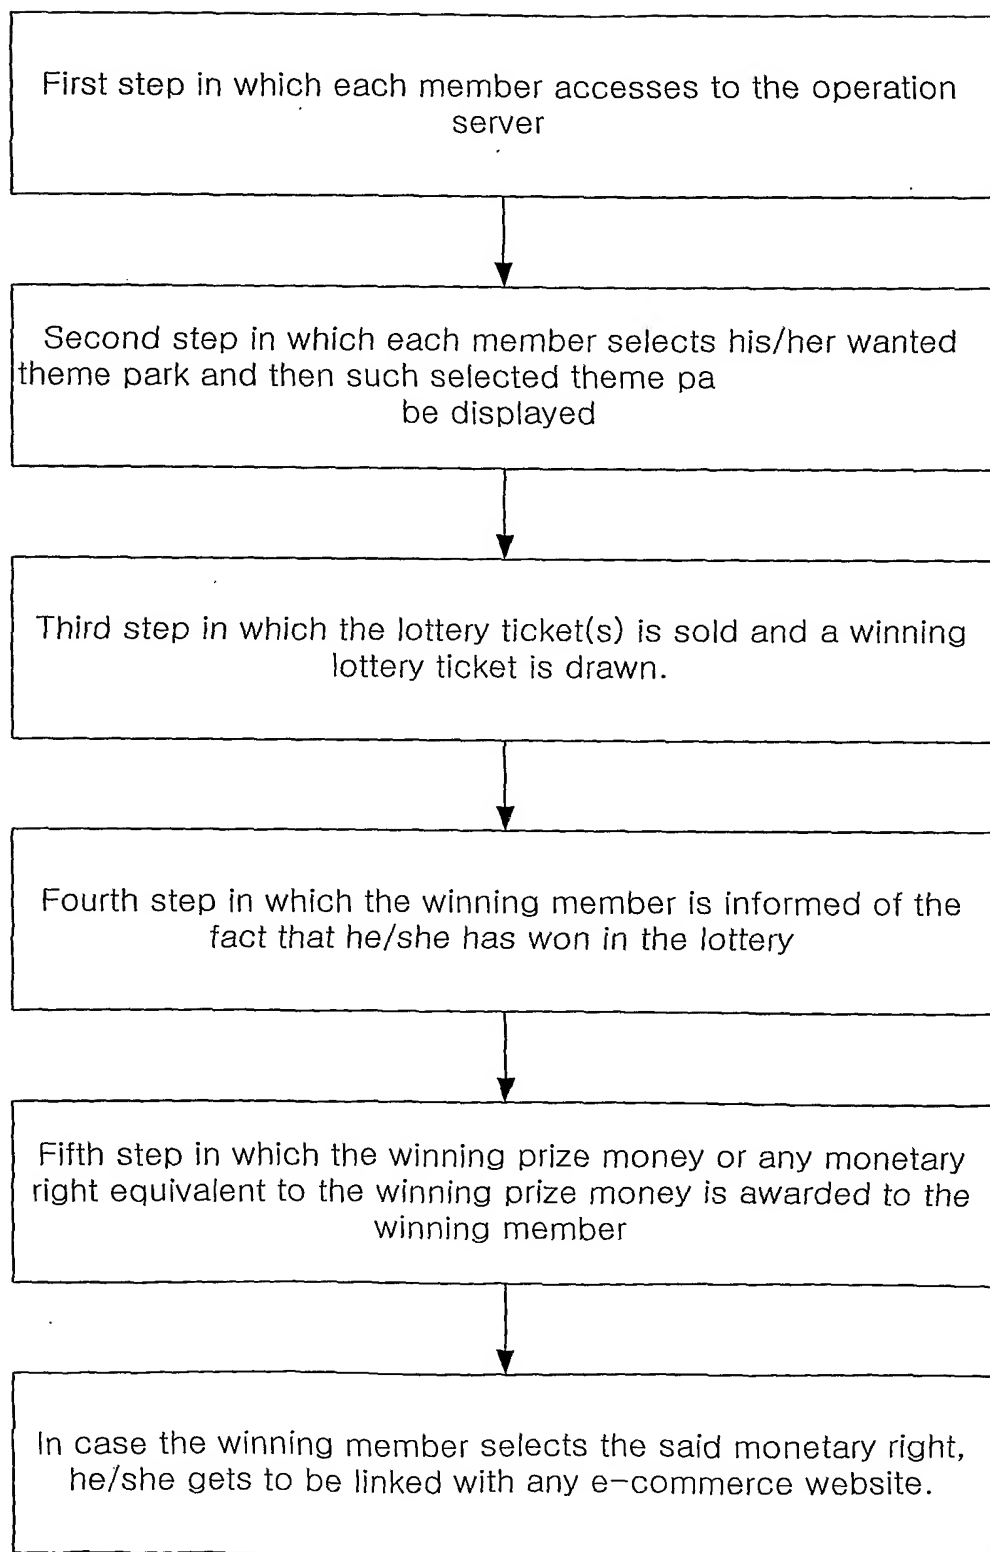 First step in which each member accesses to the operation
server
Second step in which each member selects his/her wanted
theme park and then such selected theme pa
be displayed
Third step in which the lottery ticket(s) is sold and a winning
lottery ticket is drawn.
Fourth step in which the winning member is informed of the
fact that he/she has won in the lottery
Fifth step in which the winning prize money or any monetary
right equivalent to the winning prize money is awarded to the
winning member
In case the winning member selects the said monetary right,
he/she gets to be linked with any e-commerce website.